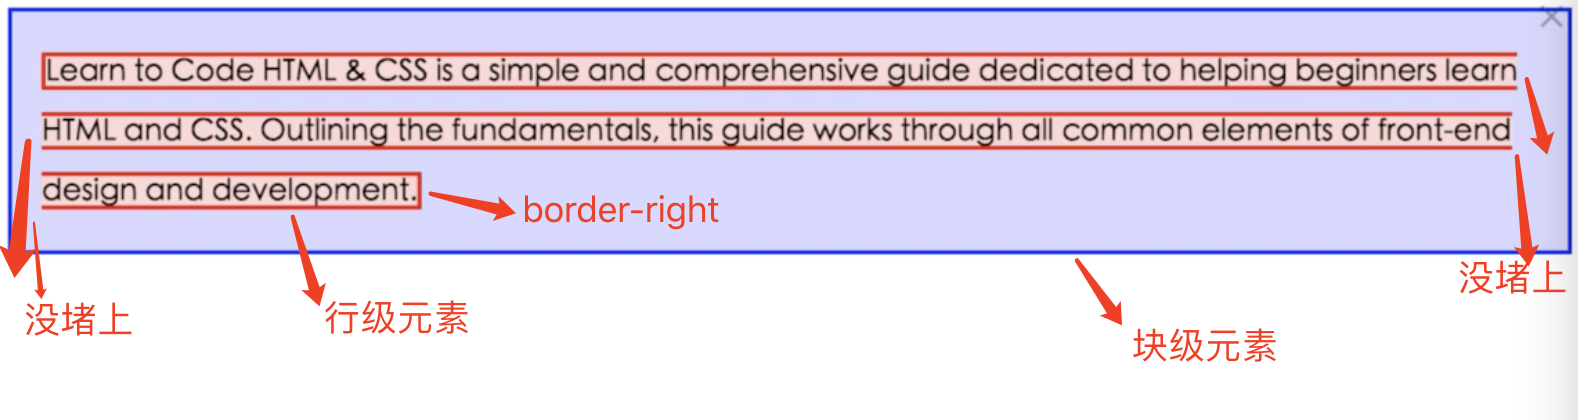 Learn to Code HTML & CSS is a simple and comprehensive guide dedicated to helping beginners learn
HTML and CSS. Outlining the fundamentals, this guide works through all common elements of front-end
design and development.
border-right
没堵上
没堵上
行级元素
块级元素